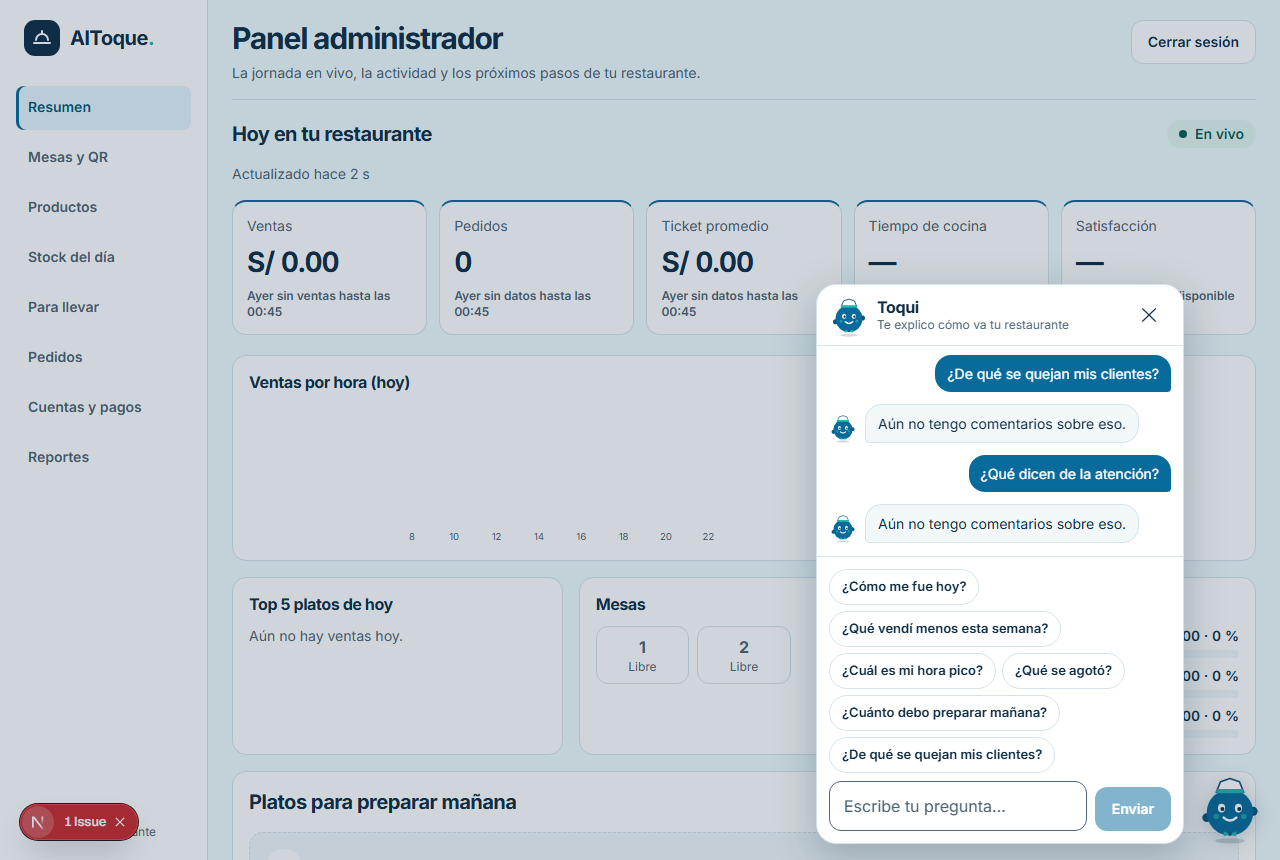 AlToque.
Resumen
Mesas y QR
Productos
Stock del día
Para llevar
Pedidos
Cuentas y pagos
Reportes
N 1 Issue
Panel administrador
La jornada en vivo, la actividad y los próximos pasos de tu restaurante.
Cerrar sesión
Hoy en tu restaurante
En vivo
Actualizado hace 2 s
Ventas
S/ 0.00
Ayer sin ventas hasta las
00:45
Pedidos
0
Ayer sin datos hasta las
00:45
Ticket promedio
S/ 0.00
Ayer sin datos hasta las
00:45
Tiempo de cocina
—
Satisfacción
—
Ventas por hora (hoy)
8 10 12 14 16 18 20 22
Top 5 platos de hoy
Aún no hay ventas hoy.
Mesas
1
Libre
2
Libre
00 · 0 %
00 · 0 %
00 · 0 %
Platos para preparar mañana
Toqui
Te explico cómo va tu restaurante
¿De qué se quejan mis clientes?
Aún no tengo comentarios sobre eso.
¿Qué dicen de la atención?
Aún no tengo comentarios sobre eso.
¿Cómo me fue hoy?
¿Qué vendí menos esta semana?
¿Cuál es mi hora pico?
¿Qué se agotó?
¿Cuánto debo preparar mañana?
¿De qué se quejan mis clientes?
Escribe tu pregunta...
Enviar